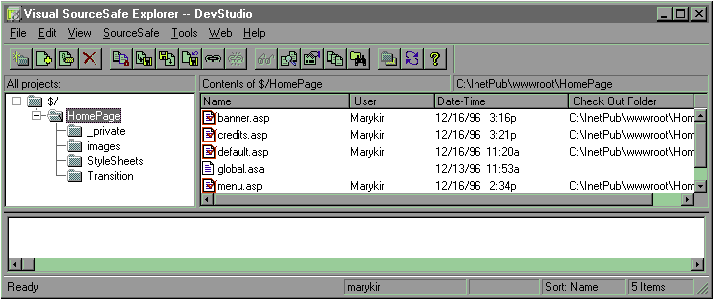 Visual SourceSafe Explorer -- DevStudio
File Edit View SourceSafe Tools Web Help
All projects: Contents of $/HomePage C:\InetPub\wwwroot\HomePage
$/
HomePage
_private
images
StyleSheets
Transition
Name User Date-Time Check Out Folder
banner.asp Marykir 12/16/96 3:16p C:\InetPub\wwwroot\Hom
credits.asp Marykir 12/16/96 3:21p C:\InetPub\wwwroot\Hom
default.asp Marykir 12/16/96 11:20a C:\InetPub\wwwroot\Hom
global.asa 12/13/96 11:53a
menu.asp Marykir 12/16/96 2:34p C:\InetPub\wwwroot\Hom
Ready marykir Sort: Name 5 Items